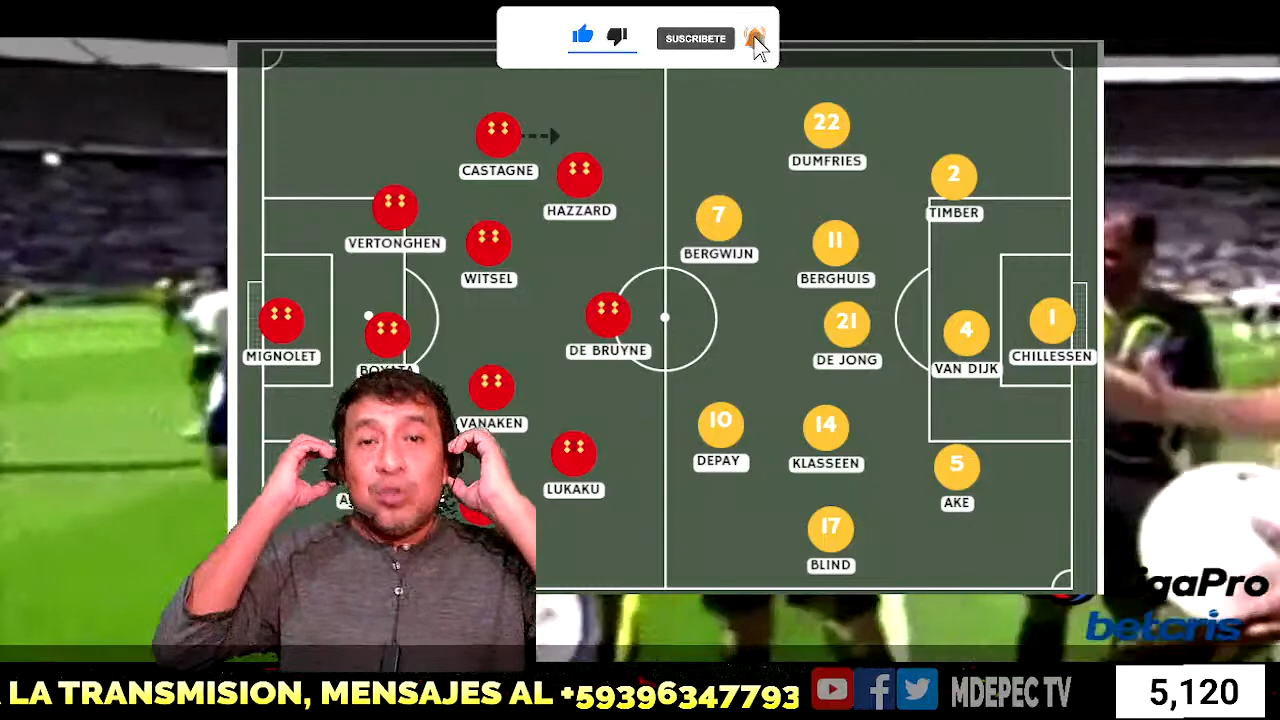 SUSCRIBETE
22
DUMFRIES
CASTAGNE
2
TIMBER
HAZZARD
7
BERGWIJN
VERTONGHEN
11
BERGHUIS
WITSEL
MIGNOLET
DE BRUYNE
21
DE JONG
4
VAN DIJK
1
CHILLESSEN
BOYATA
VANAKEN
10
DEPAY
14
KLASSEEN
LUKAKU
5
AKE
17
BLIND
LigaPro
betcris
LA TRANSMISION, MENSAJES AL +59396347793
MDEPEC TV
5,120